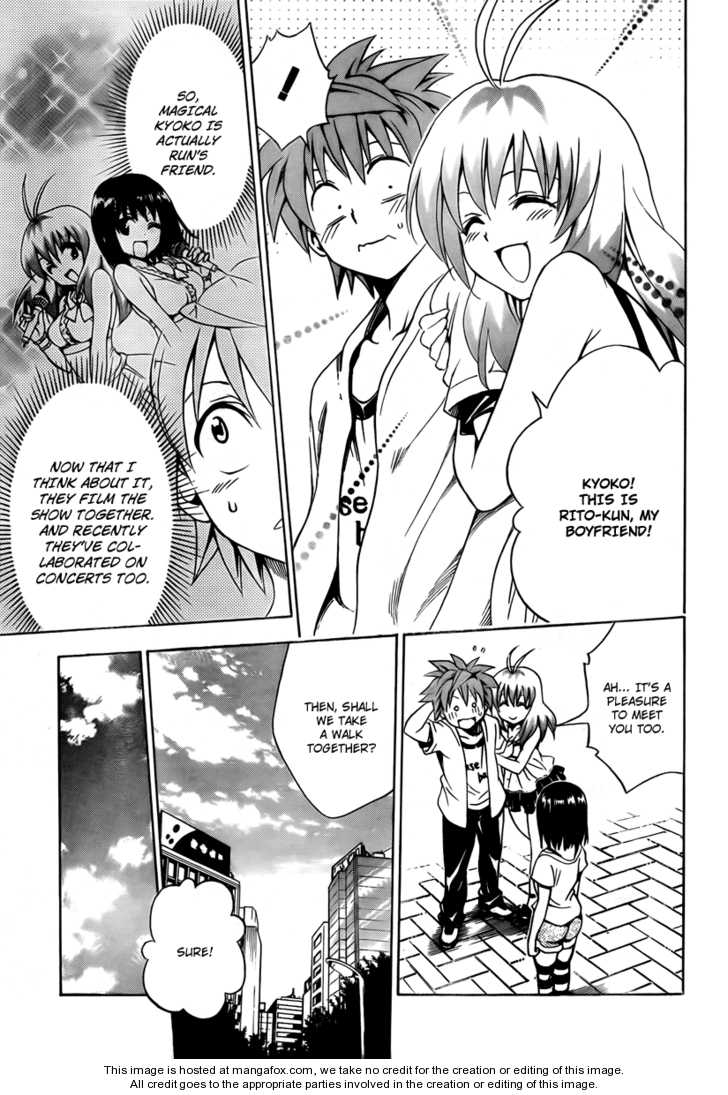 !
KYOKO!
THIS IS
RITO-KUN, MY
BOYFRIEND!
SO,
MAGICAL
KYOKO IS
ACTUALLY
RUN'S
FRIEND.
NOW THAT I
THINK ABOUT IT,
THEY FILM THE
SHOW TOGETHER.
AND RECENTLY
THEY'VE COL-
LABORATED ON
CONCERTS TOO.
AH... IT'S A
PLEASURE
TO MEET
YOU TOO.
THEN, SHALL
WE TAKE
A WALK
TOGETHER?
SURE!
This image is hosted at mangafox.com, we take no credit for the creation or editing of this image.
All credit goes to the appropriate parties involved in the creation or editing of this image.